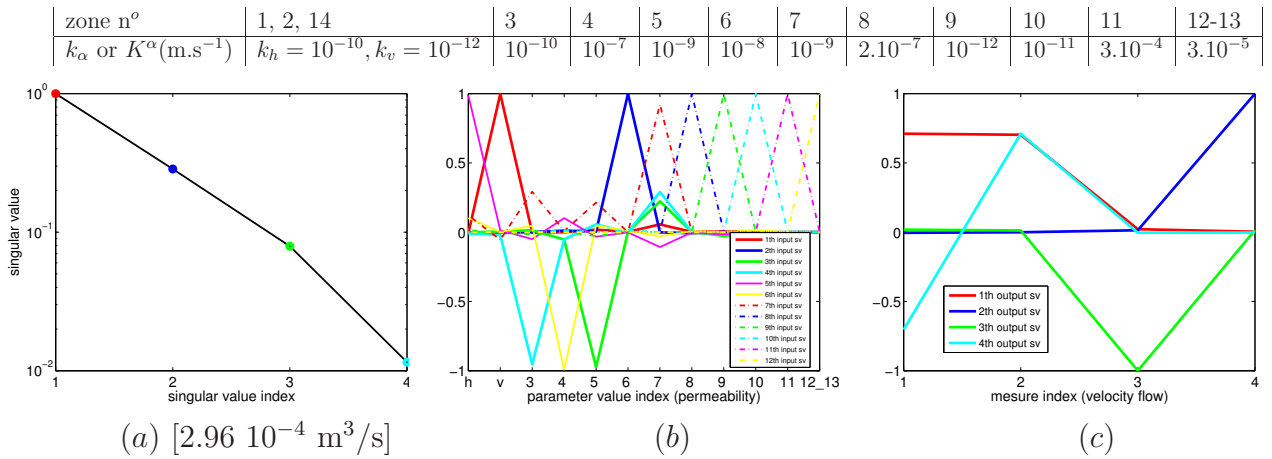 zone nᵒ 1, 2, 14 3 4 5 6 7 8 9 10 11 12-13
k_α or K^α(m.s⁻¹) k_h = 10⁻¹⁰, k_v = 10⁻¹² 10⁻¹⁰ 10⁻⁷ 10⁻⁹ 10⁻⁸ 10⁻⁹ 2.10⁻⁷ 10⁻¹² 10⁻¹¹ 3.10⁻⁴ 3.10⁻⁵
10⁰
10⁻¹
10⁻²
singular value
1 2 3 4
singular value index
(a) [2.96 10⁻⁴ m³/s]
1
0.5
0
−0.5
−1
1th input sv
2th input sv
3th input sv
4th input sv
5th input sv
6th input sv
7th input sv
8th input sv
9th input sv
10th input sv
11th input sv
12th input sv
h v 3 4 5 6 7 8 9 10 11 12_13
parameter value index (permeability)
(b)
1
0.5
0
−0.5
−1
1th output sv
2th output sv
3th output sv
4th output sv
1 2 3 4
mesure index (velocity flow)
(c)